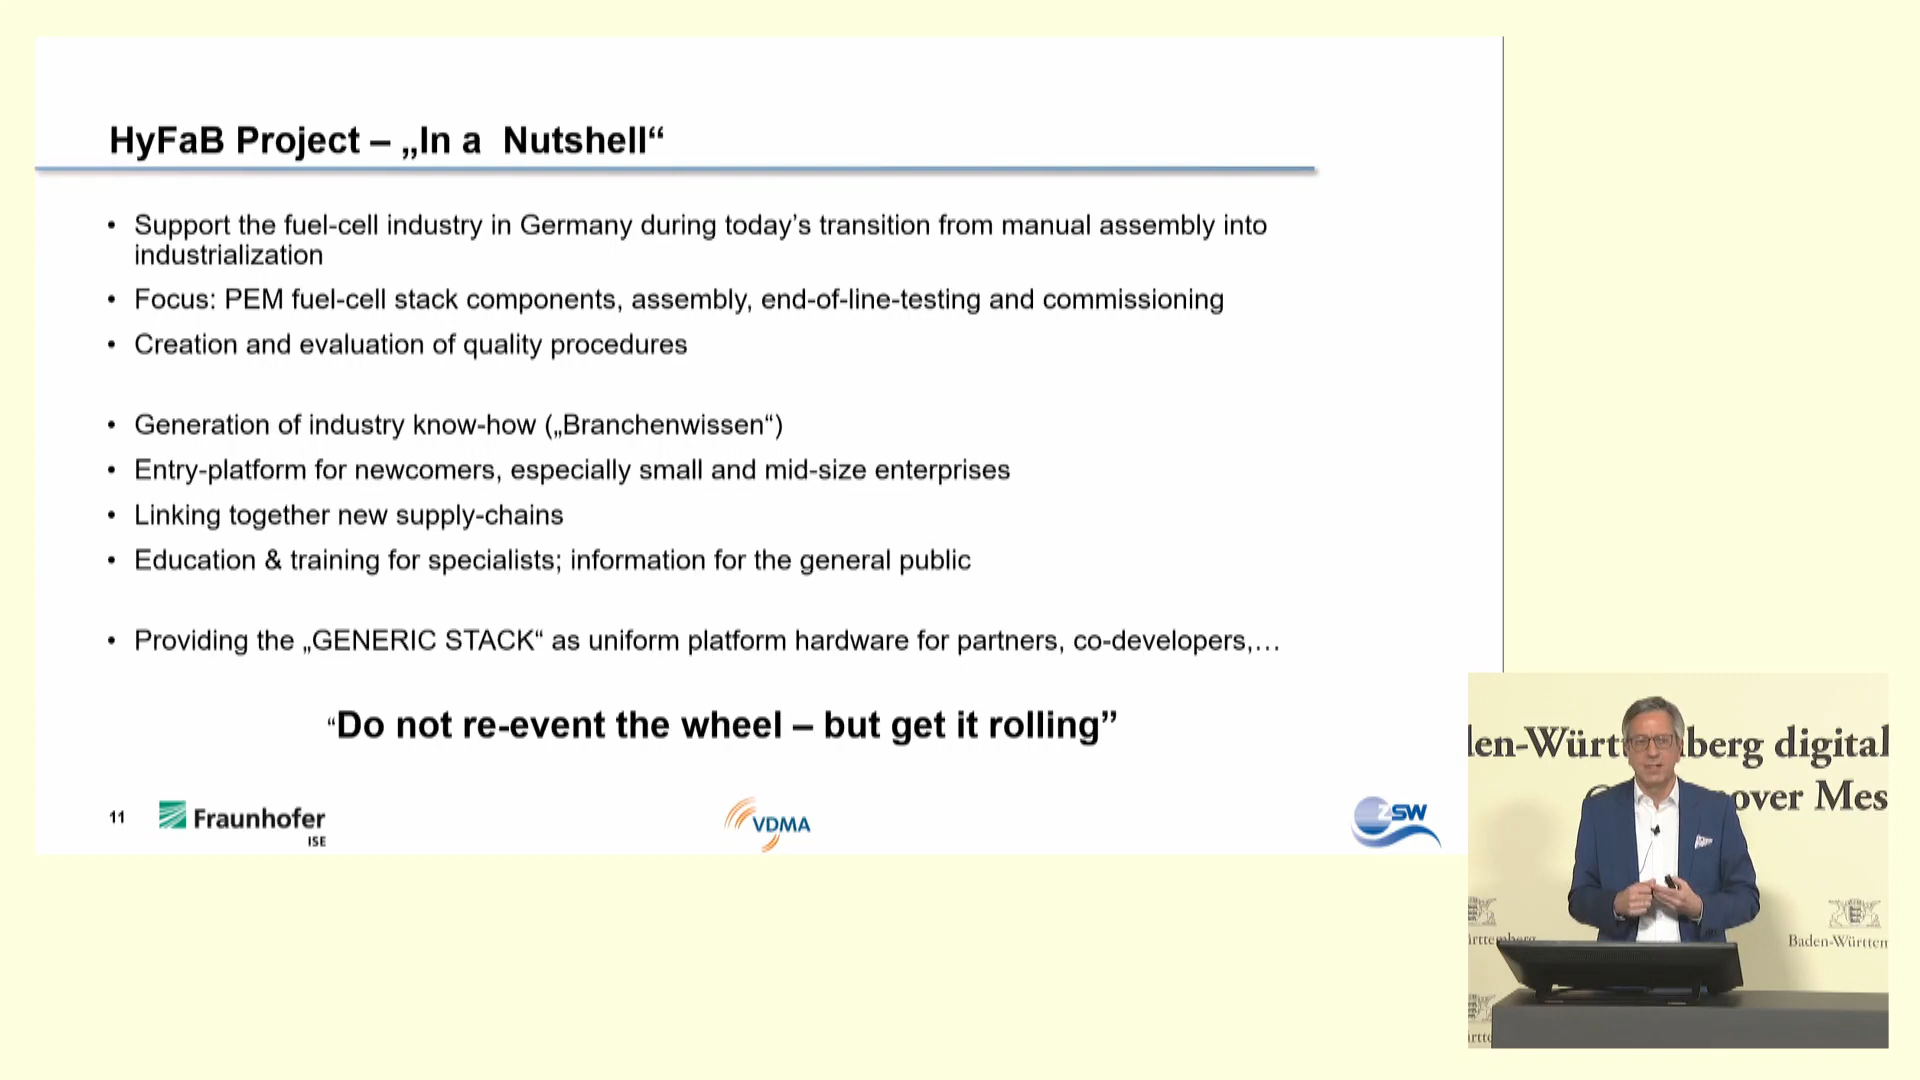 HyFaB Project – „In a Nutshell“
• Support the fuel-cell industry in Germany during today’s transition from manual assembly into
industrialization
• Focus: PEM fuel-cell stack components, assembly, end-of-line-testing and commissioning
• Creation and evaluation of quality procedures
• Generation of industry know-how („Branchenwissen“)
• Entry-platform for newcomers, especially small and mid-size enterprises
• Linking together new supply-chains
• Education & training for specialists; information for the general public
• Providing the „GENERIC STACK“ as uniform platform hardware for partners, co-developers,…
“Do not re-event the wheel – but get it rolling”
11
Fraunhofer
ISE
VDMA
ZSW
len-Würt berg digital
over Mes
Baden-Württem